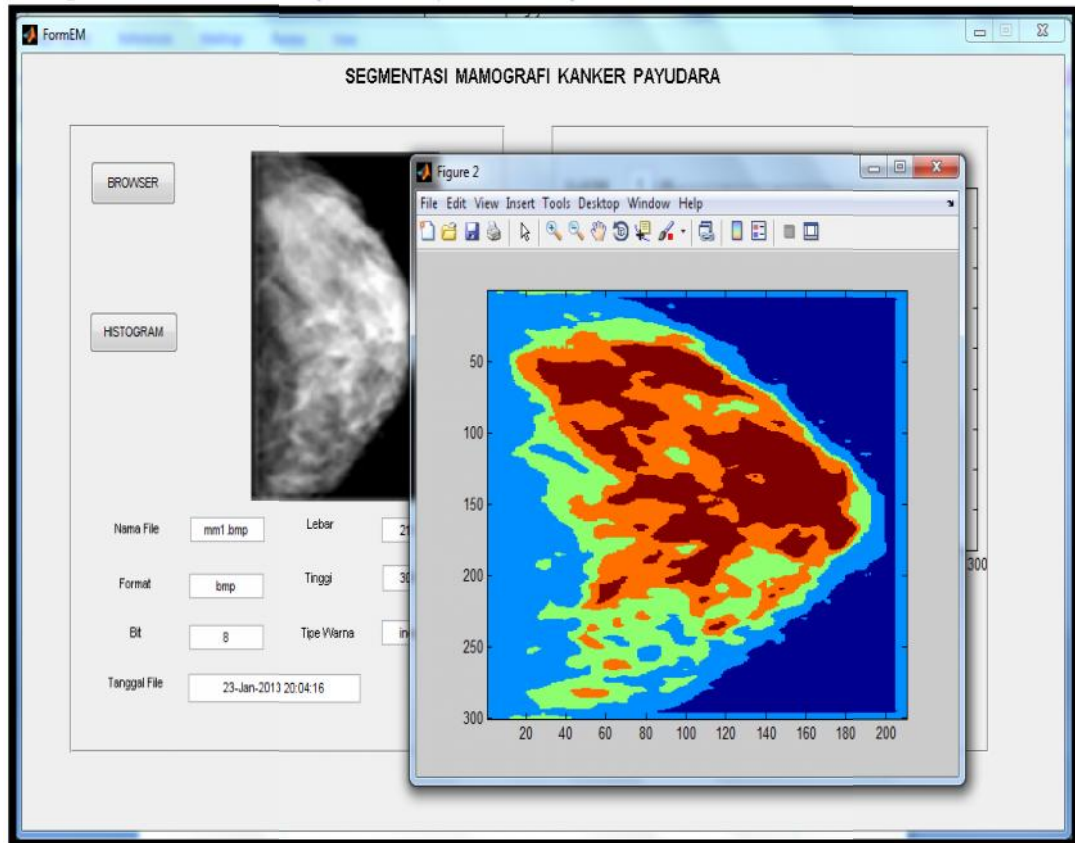 FormEM
SEGMENTASI MAMOGRAFI KANKER PAYUDARA
BROWSER
HISTOGRAM
Nama File
mm1.bmp
Lebar
Format
bmp
Tinggi
Bit
8
Tipe Warna
Tanggal File
23-Jan-2013 20:04:16
300
Figure 2
File Edit View Insert Tools Desktop Window Help
50
100
150
200
250
300
20 40 60 80 100 120 140 160 180 200